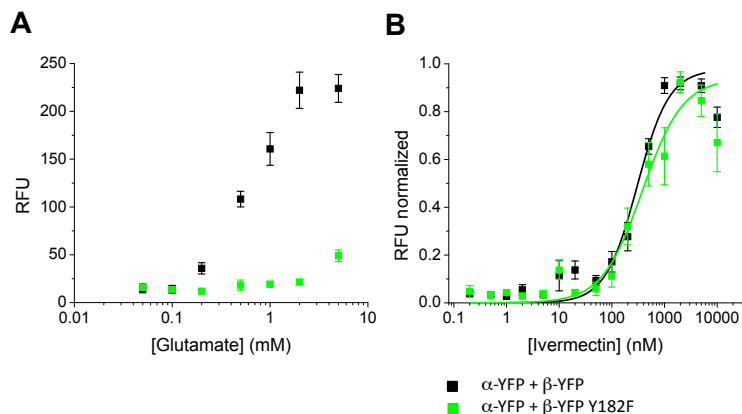 A
B
250
200
150
100
50
0
RFU
0.01
0.1
1
10
[Glutamate] (mM)
1.0
0.8
0.6
0.4
0.2
0.0
RFU normalized
0.1
1
10
100
1000
10000
[Ivermectin] (nM)
α-YFP + β-YFP
α-YFP + β-YFP Y182F